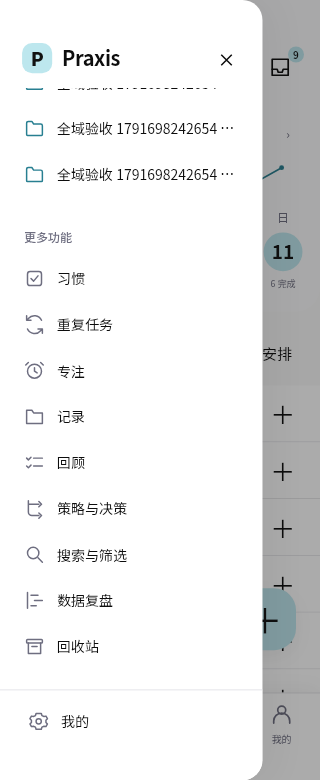 P Praxis
9
全域验收 1791698242654 ···
全域验收 1791698242654 ···
更多功能
日
习惯
11
6 完成
重复任务
安排
专注
记录
回顾
策略与决策
搜索与筛选
数据复盘
回收站
我的
我的